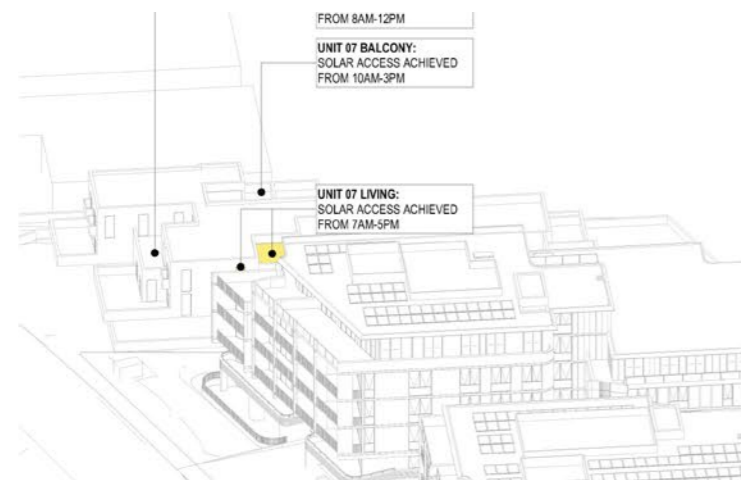 FROM 8AM-12PM
UNIT 07 BALCONY:
SOLAR ACCESS ACHIEVED
FROM 10AM-3PM
UNIT 07 LIVING:
SOLAR ACCESS ACHIEVED
FROM 7AM-5PM